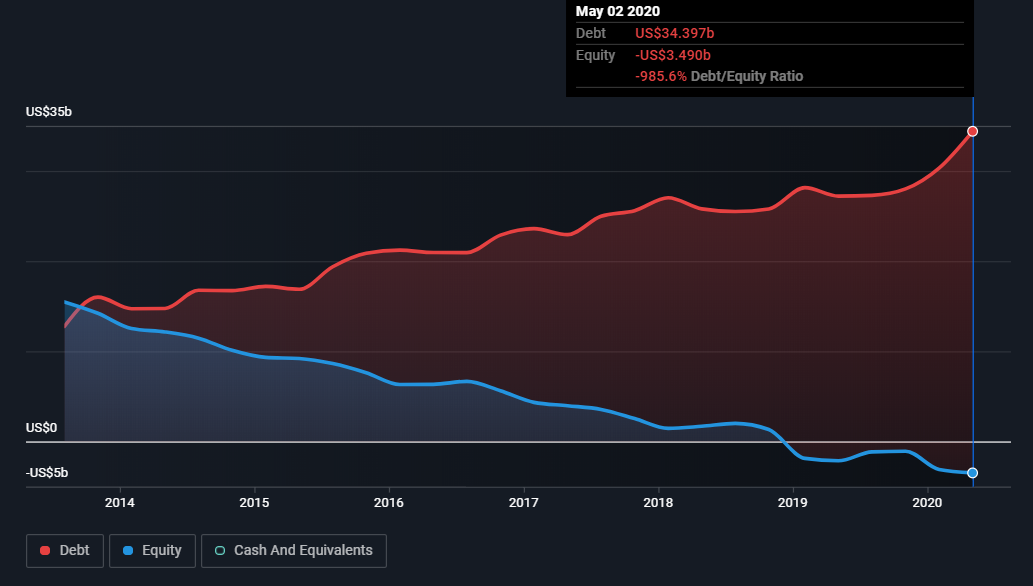 May 02 2020
Debt US$34.397b
Equity -US$3.490b
-985.6% Debt/Equity Ratio
US$35b
US$0
-US$5b
2014 2015 2016 2017 2018 2019 2020
Debt Equity Cash And Equivalents